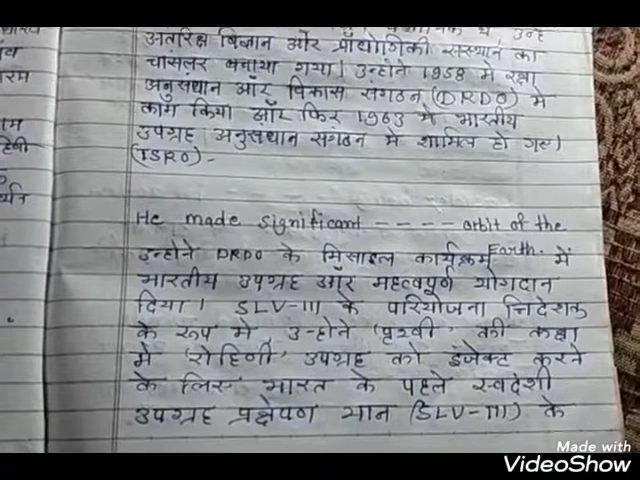 अंतरिक्ष विज्ञान और प्रौद्योगिकी संस्थान का
चांसलर बनाया गया। उन्होंने 1958 में रक्षा
अनुसंधान और विकास संगठन (DRDO) में
काम किया और फिर 1963 में भारतीय
उपग्रह अनुसंधान संगठन में शामिल हो गए।
(ISRO)-
He made significant - - - - orbit of the
Earth.
उन्होंने DRDO के मिसाइल कार्यक्रम में
भारतीय उपग्रह और महत्वपूर्ण योगदान
दिया। SLV-III के परियोजना निदेशक
के रूप में, उन्होंने 'पृथ्वी' की कक्षा
में 'रोहिणी' उपग्रह को इंजेक्ट करने
के लिए भारत के पहले स्वदेशी
उपग्रह प्रक्षेपण यान (SLV-III) के
Made with
VideoShow